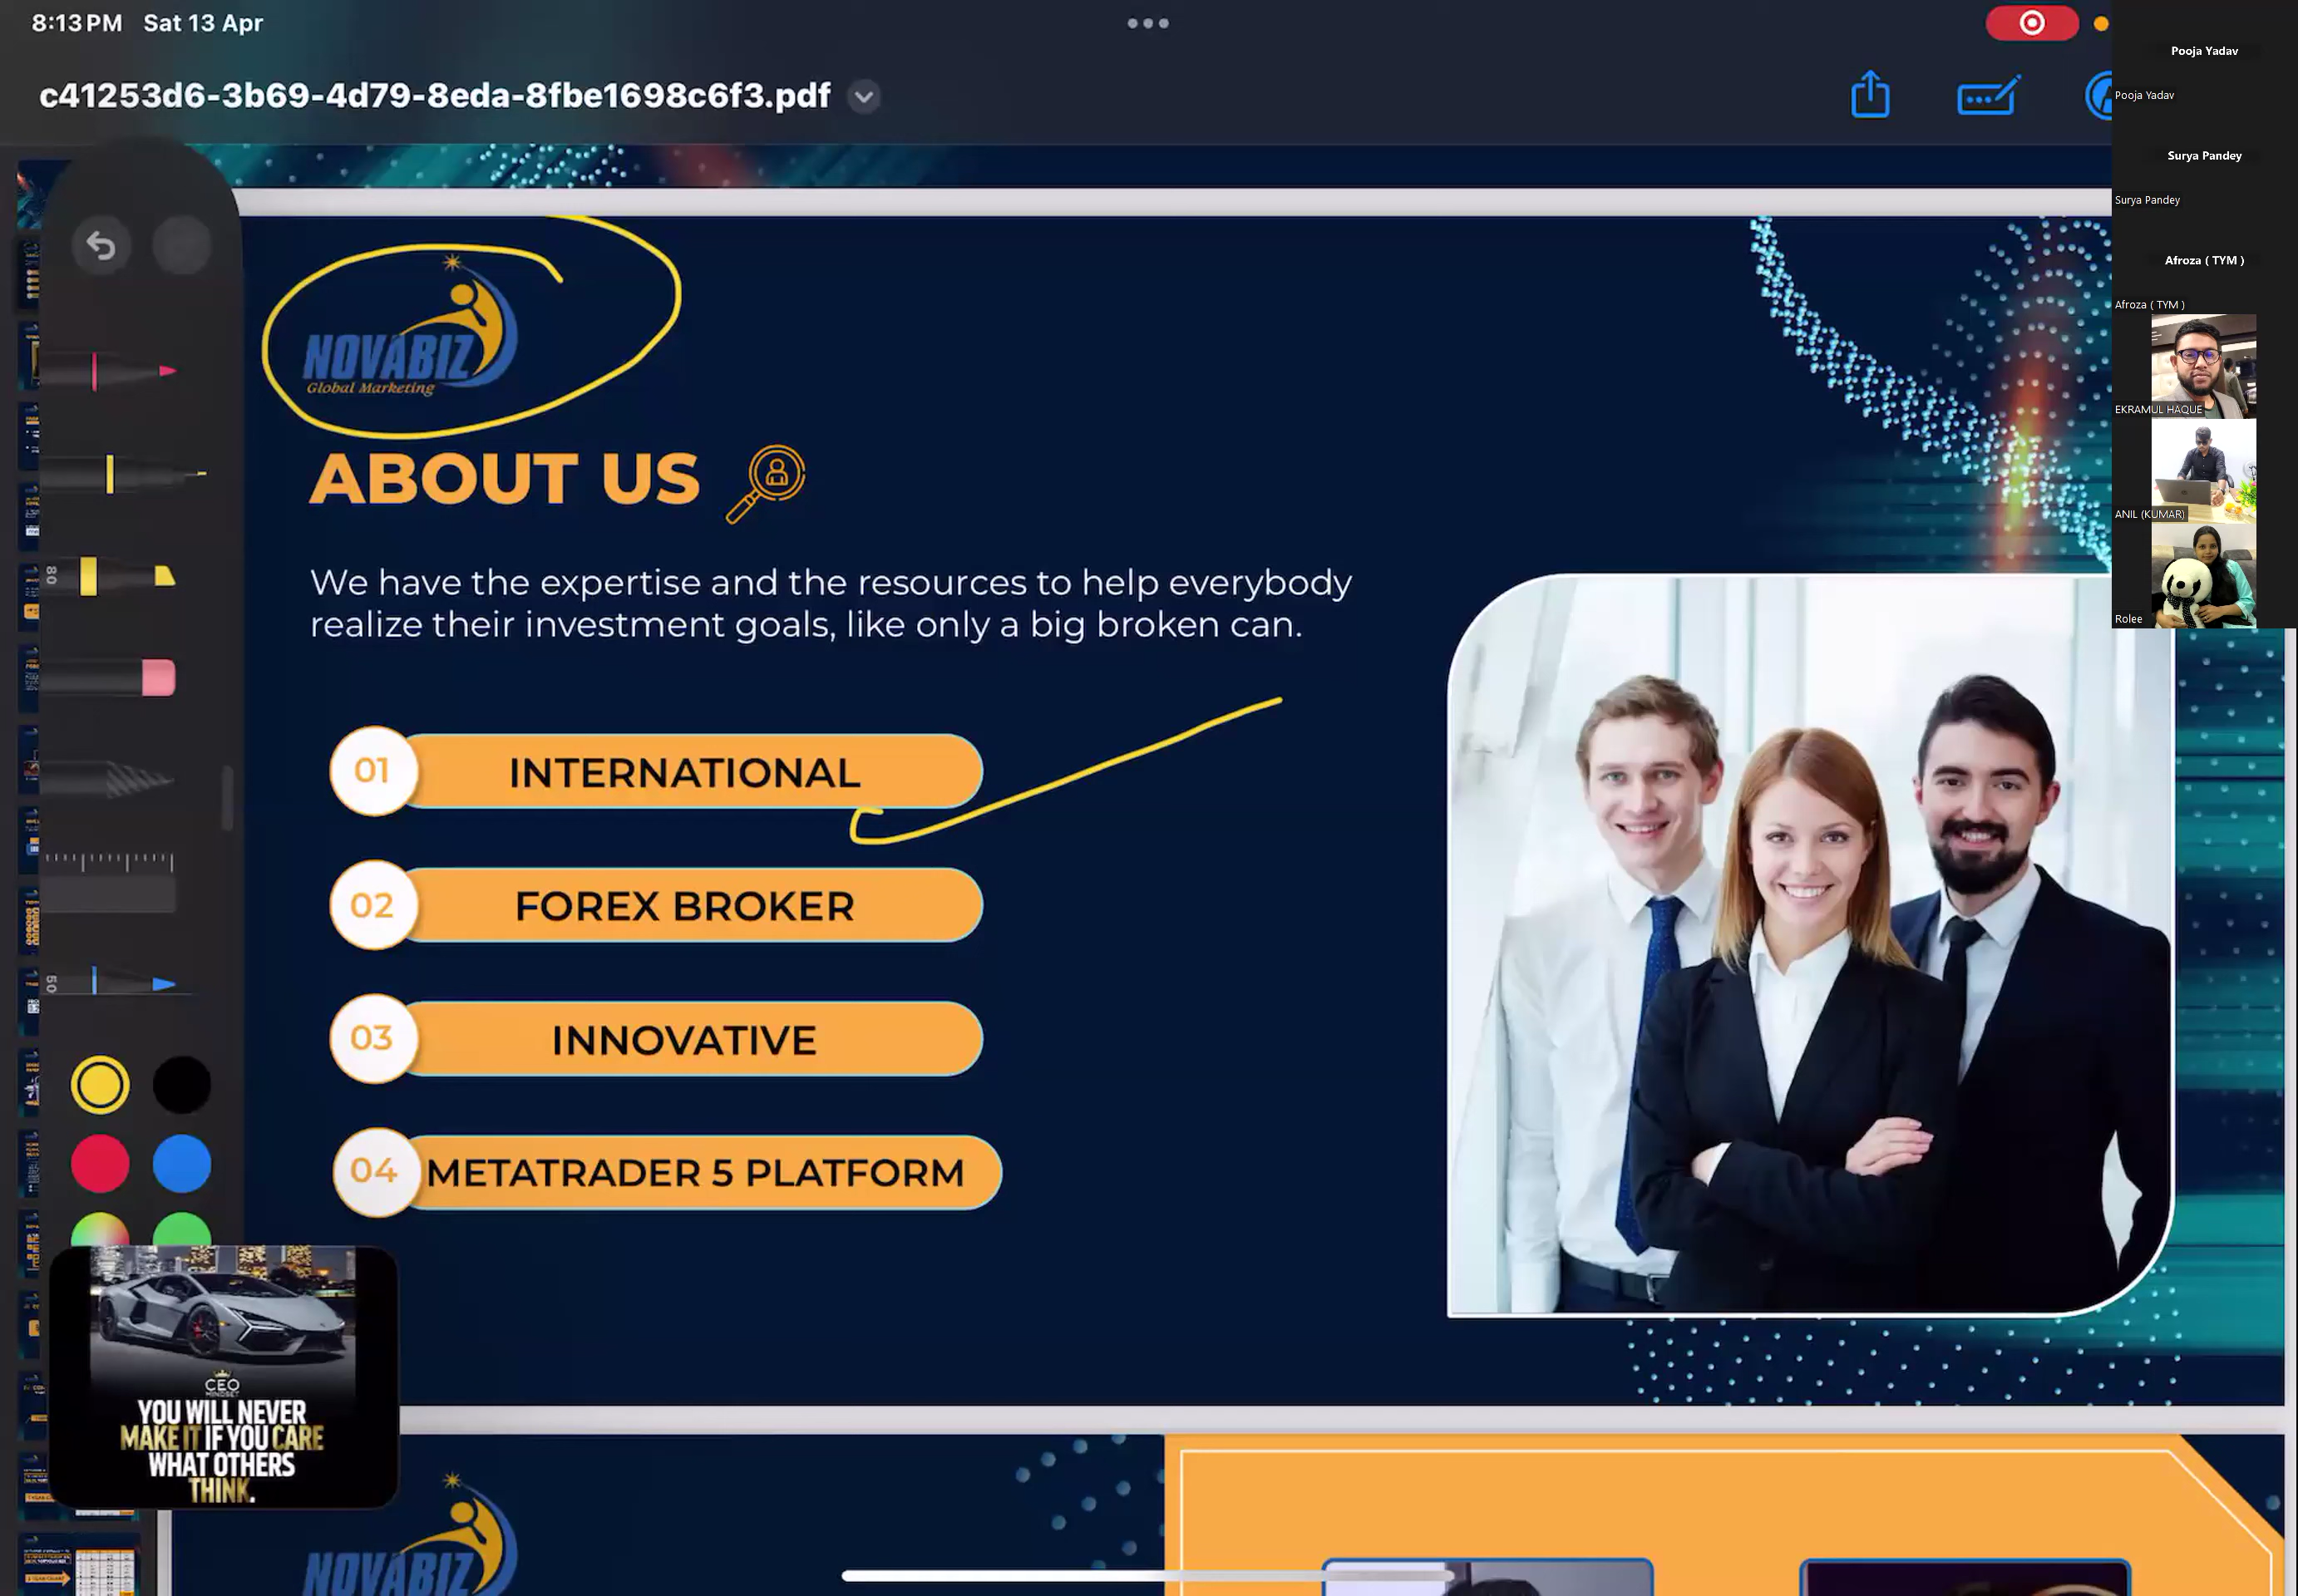 8:13 PM Sat 13 Apr
c41253d6-3b69-4d79-8eda-8fbe1698c6f3.pdf
Pooja Yadav
Pooja Yadav
Surya Pandey
Surya Pandey
Afroza ( TYM )
Afroza ( TYM )
EKRAMUL HAQUE
ANIL (KUMAR)
Rolee
NOVABIZ
Global Marketing
ABOUT US
We have the expertise and the resources to help everybody
realize their investment goals, like only a big broken can.
01 INTERNATIONAL
02 FOREX BROKER
03 INNOVATIVE
04 METATRADER 5 PLATFORM
80
50
CEO
MINDSET
YOU WILL NEVER
MAKE IT IF YOU CARE
WHAT OTHERS
THINK.
NOVABIZ